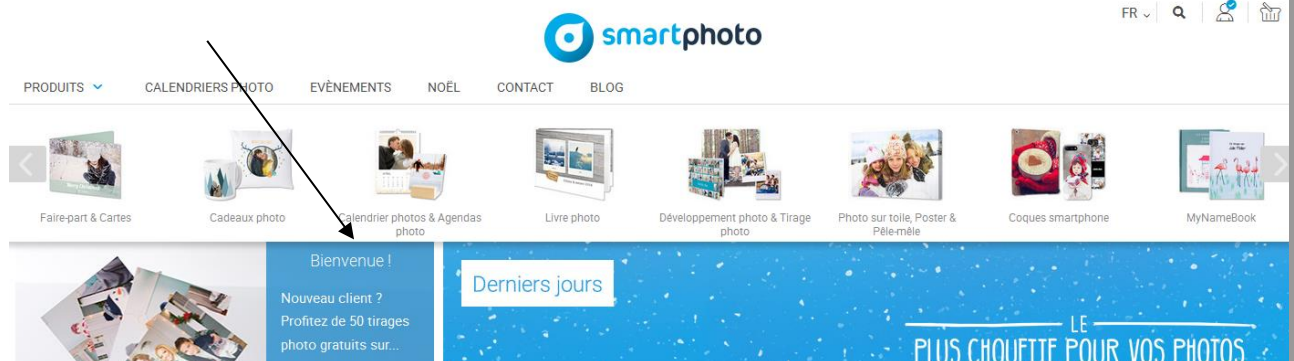 FR
smartphoto
PRODUITS CALENDRIERS PHOTO EVÈNEMENTS NOËL CONTACT BLOG
Faire-part & Cartes
Cadeaux photo
Calendrier photos & Agendas
photo
Livre photo
Développement photo & Tirage
photo
Photo sur toile, Poster &
Pêle-mêle
Coques smartphone
MyNameBook
Bienvenue !
Nouveau client ?
Profitez de 50 tirages
photo gratuits sur...
Derniers jours
LE
PLUS CHOUETTE POUR VOS PHOTOS